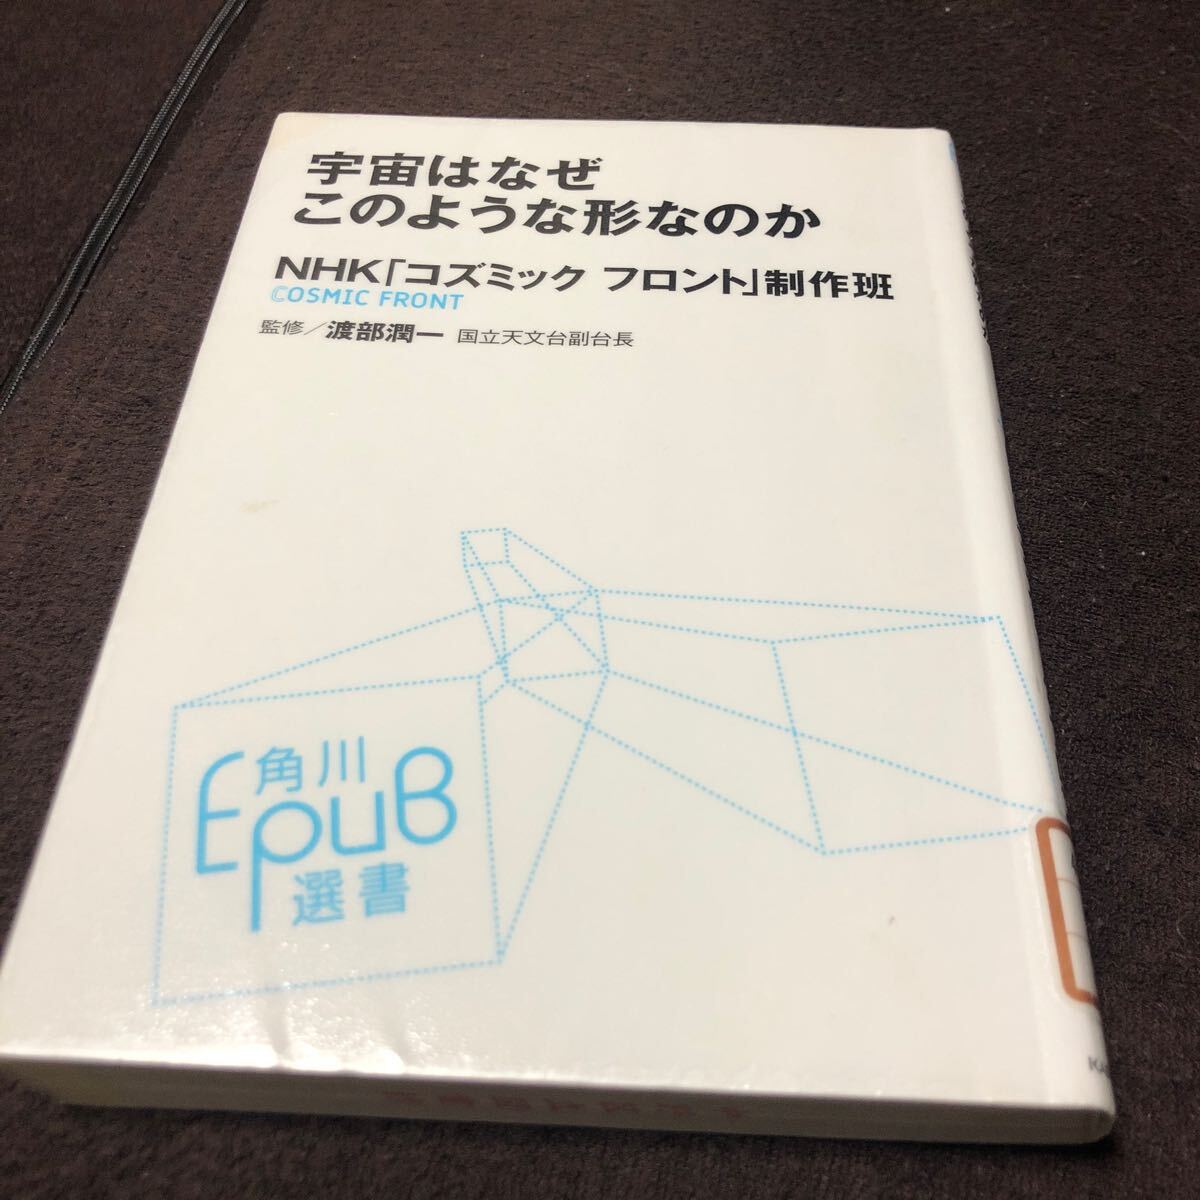 宇宙はなぜ
このような形なのか
NHK「コズミック フロント」制作班
COSMIC FRONT
監修／渡部潤一 国立天文台副台長
角川
EpuB
選書